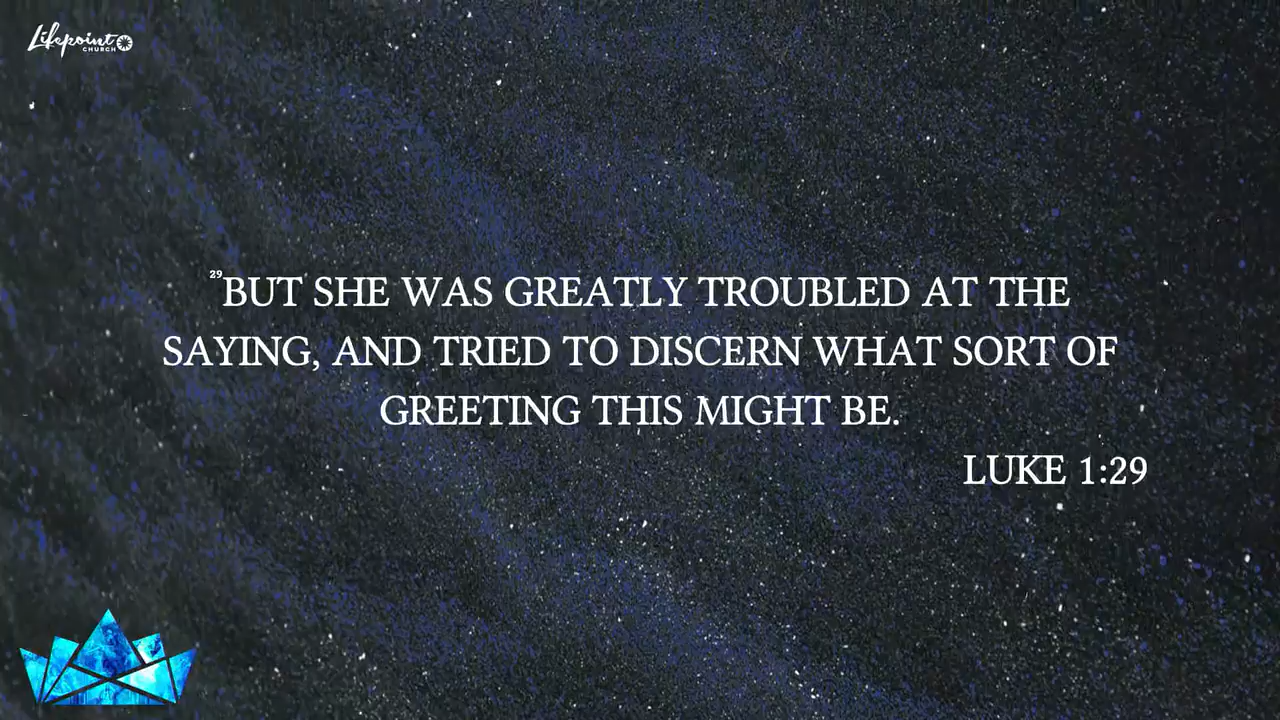 Lifepoint
CHURCH
29BUT SHE WAS GREATLY TROUBLED AT THE
SAYING, AND TRIED TO DISCERN WHAT SORT OF
GREETING THIS MIGHT BE.
LUKE 1:29